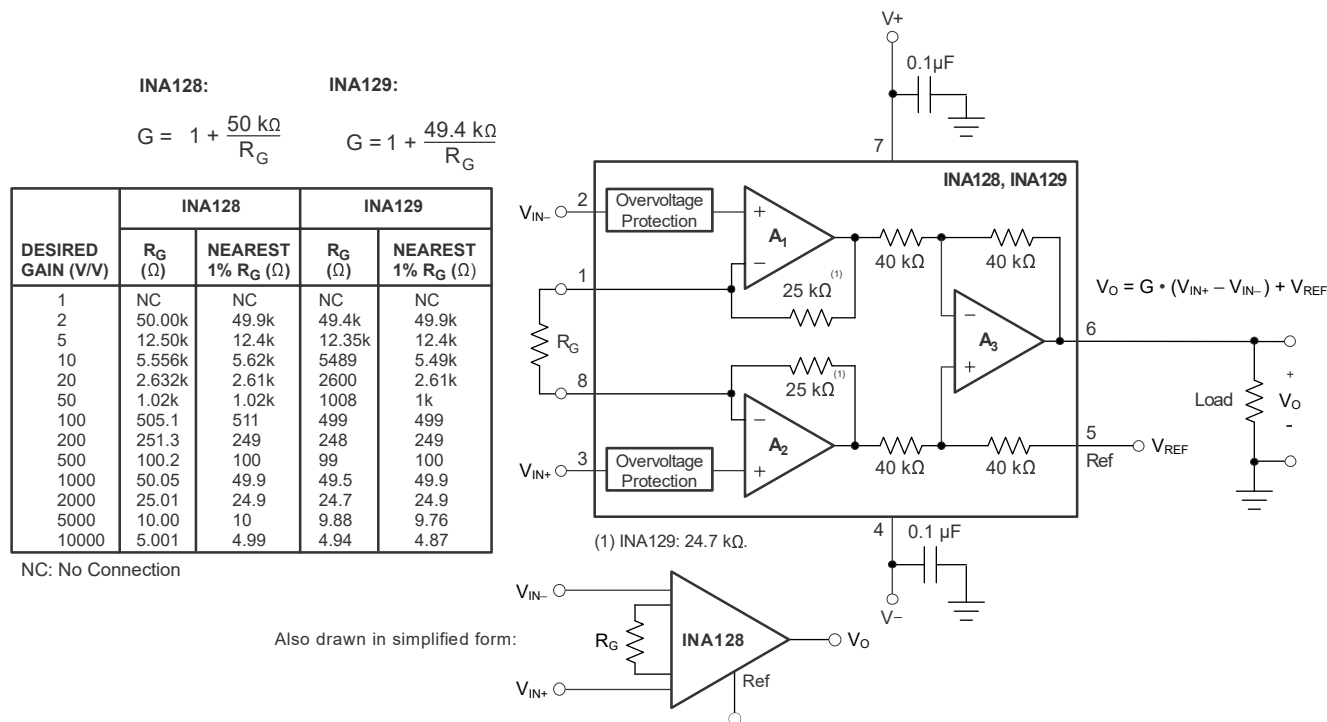 INA128: INA129:
G = 1 + 50 kΩ / R_G
G = 1 + 49.4 kΩ / R_G
INA128 INA129
DESIRED GAIN (V/V) R_G (Ω) NEAREST 1% R_G (Ω) R_G (Ω) NEAREST 1% R_G (Ω)
1 NC NC NC NC
2 50.00k 49.9k 49.4k 49.9k
5 12.50k 12.4k 12.35k 12.4k
10 5.556k 5.62k 5489 5.49k
20 2.632k 2.61k 2600 2.61k
50 1.02k 1.02k 1008 1k
100 505.1 511 499 499
200 251.3 249 248 249
500 100.2 100 99 100
1000 50.05 49.9 49.5 49.9
2000 25.01 24.9 24.7 24.9
5000 10.00 10 9.88 9.76
10000 5.001 4.99 4.94 4.87
NC: No Connection
V+
0.1µF
7
INA128, INA129
V_IN– 2
Overvoltage
Protection
+
A_1
–
40 kΩ
40 kΩ
1
25 kΩ (1)
R_G
–
A_3
+
6
V_O = G • (V_IN+ – V_IN–) + V_REF
8
25 kΩ (1)
Load
+
V_O
-
–
A_2
+
V_IN+ 3
Overvoltage
Protection
40 kΩ
40 kΩ
5
Ref
V_REF
4
0.1 µF
V–
(1) INA129: 24.7 kΩ.
Also drawn in simplified form:
V_IN–
R_G
INA128
V_O
V_IN+
Ref